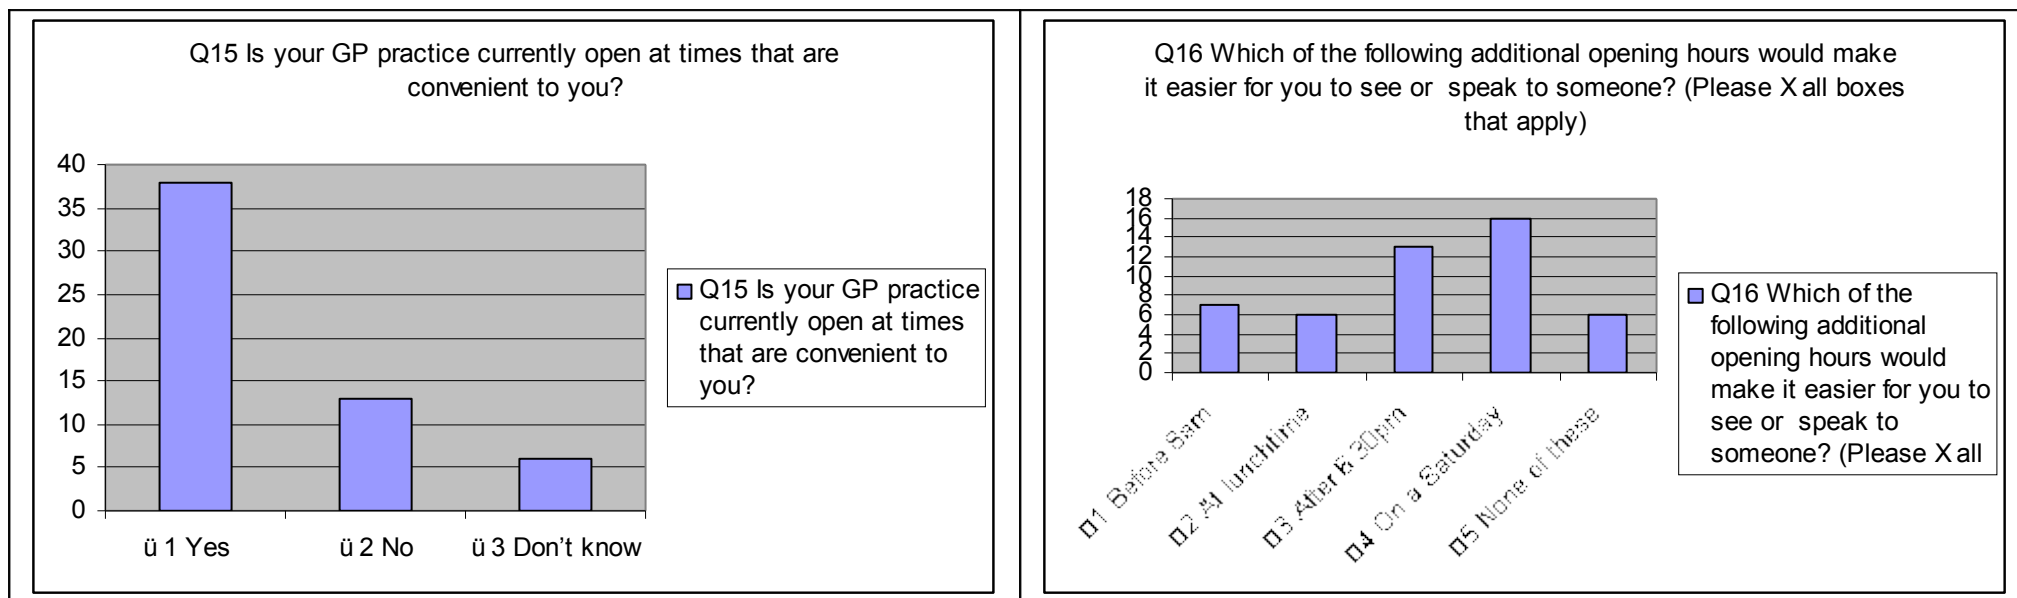 Q15 Is your GP practice currently open at times that are
convenient to you?
40
35
30
25
20
15
10
5
0
ü 1 Yes
ü 2 No
ü 3 Don't know
Q15 Is your GP practice
currently open at times
that are convenient to
you?
Q16 Which of the following additional opening hours would make
it easier for you to see or speak to someone? (Please X all boxes
that apply)
18
16
14
12
10
8
6
4
2
0
1 Before 8am
2 At lunchtime
3 After 6.30pm
4 On a Saturday
5 None of these
Q16 Which of the
following additional
opening hours would
make it easier for you to
see or speak to
someone? (Please X all